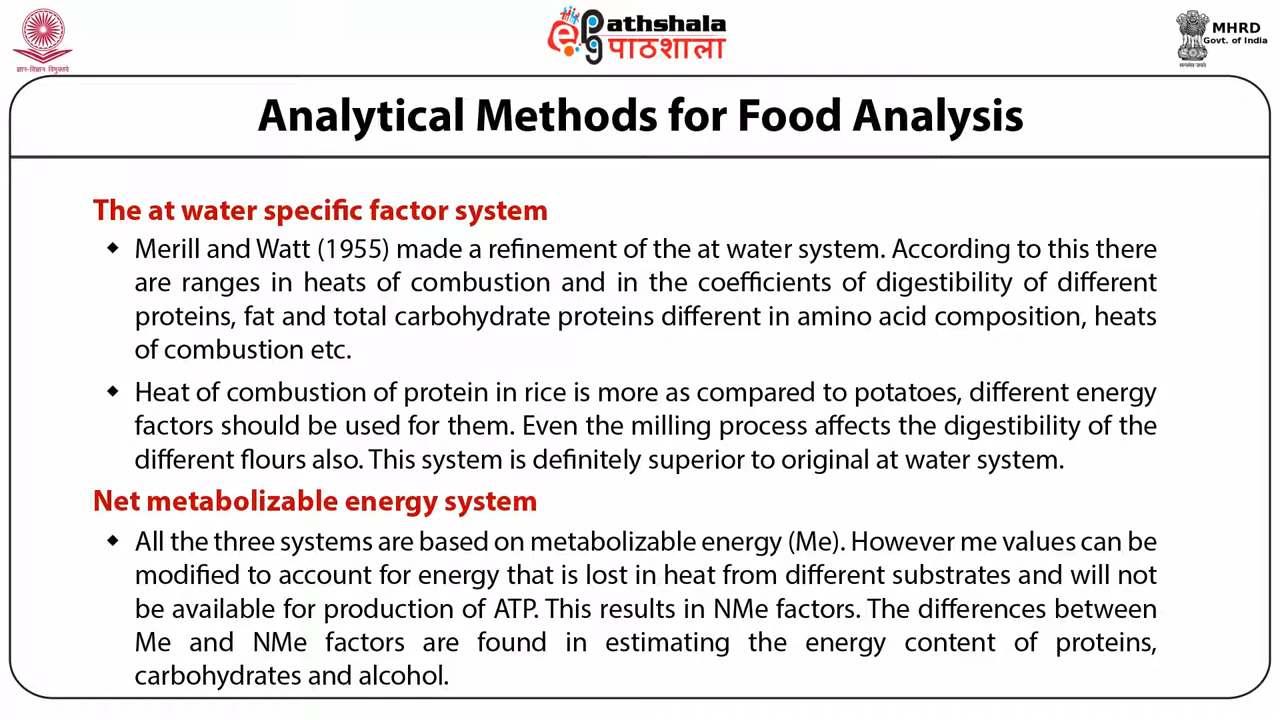 ज्ञान-विज्ञान विमुक्तये
ePathshala
पाठशाला
सत्यमेव जयते
MHRD
Govt. of India
Analytical Methods for Food Analysis
The at water specific factor system
Merill and Watt (1955) made a refinement of the at water system. According to this there
are ranges in heats of combustion and in the coefficients of digestibility of different
proteins, fat and total carbohydrate proteins different in amino acid composition, heats
of combustion etc.
Heat of combustion of protein in rice is more as compared to potatoes, different energy
factors should be used for them. Even the milling process affects the digestibility of the
different flours also. This system is definitely superior to original at water system.
Net metabolizable energy system
All the three systems are based on metabolizable energy (Me). However me values can be
modified to account for energy that is lost in heat from different substrates and will not
be available for production of ATP. This results in NMe factors. The differences between
Me and NMe factors are found in estimating the energy content of proteins,
carbohydrates and alcohol.